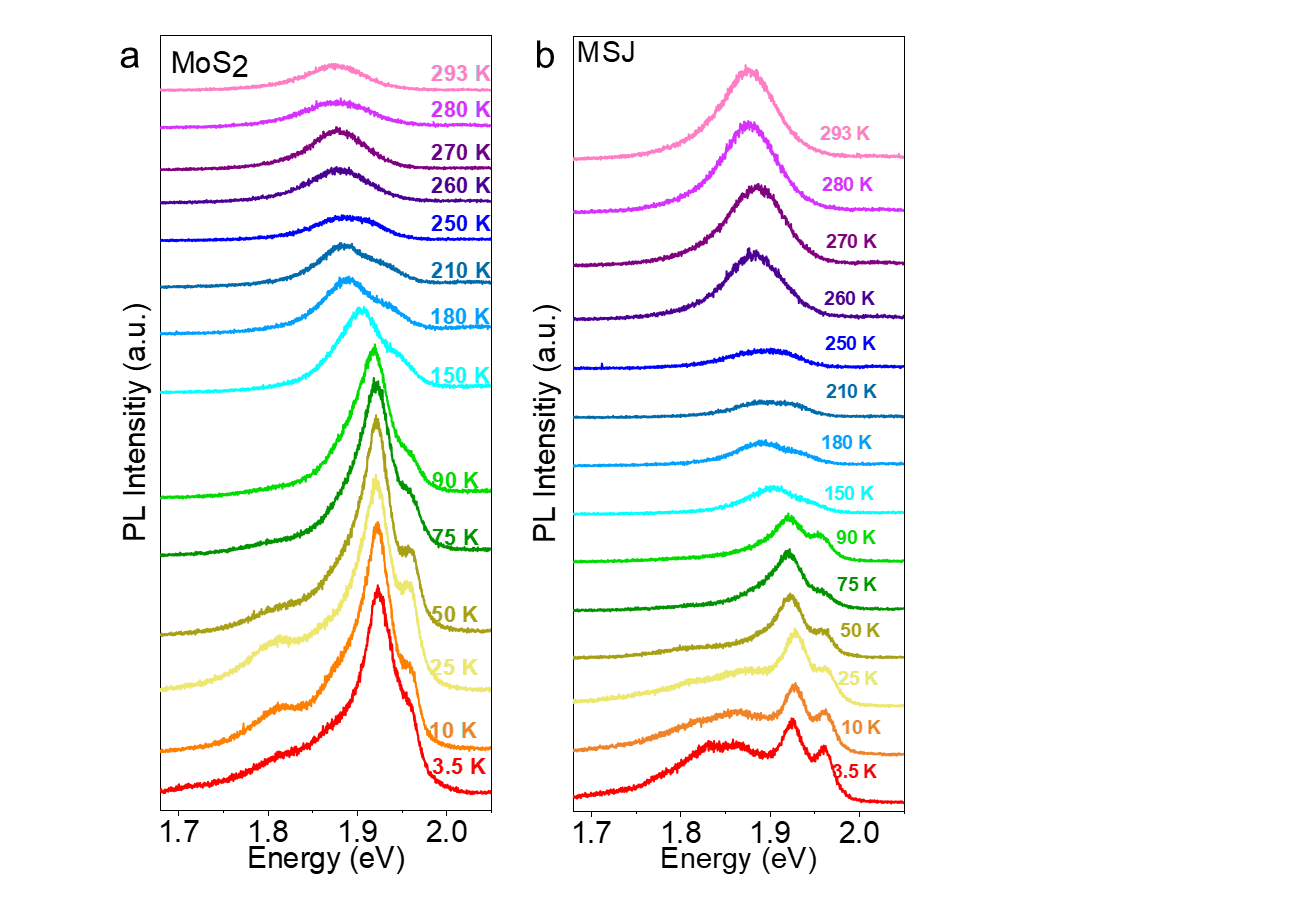 a
MoS2
293 K
280 K
270 K
260 K
250 K
210 K
180 K
150 K
90 K
75 K
50 K
25 K
10 K
3.5 K
PL Intensitiy (a.u.)
1.7 1.8 1.9 2.0
Energy (eV)
b
MSJ
293 K
280 K
270 K
260 K
250 K
210 K
180 K
150 K
90 K
75 K
50 K
25 K
10 K
3.5 K
PL Intensitiy (a.u.)
1.7 1.8 1.9 2.0
Energy (eV)